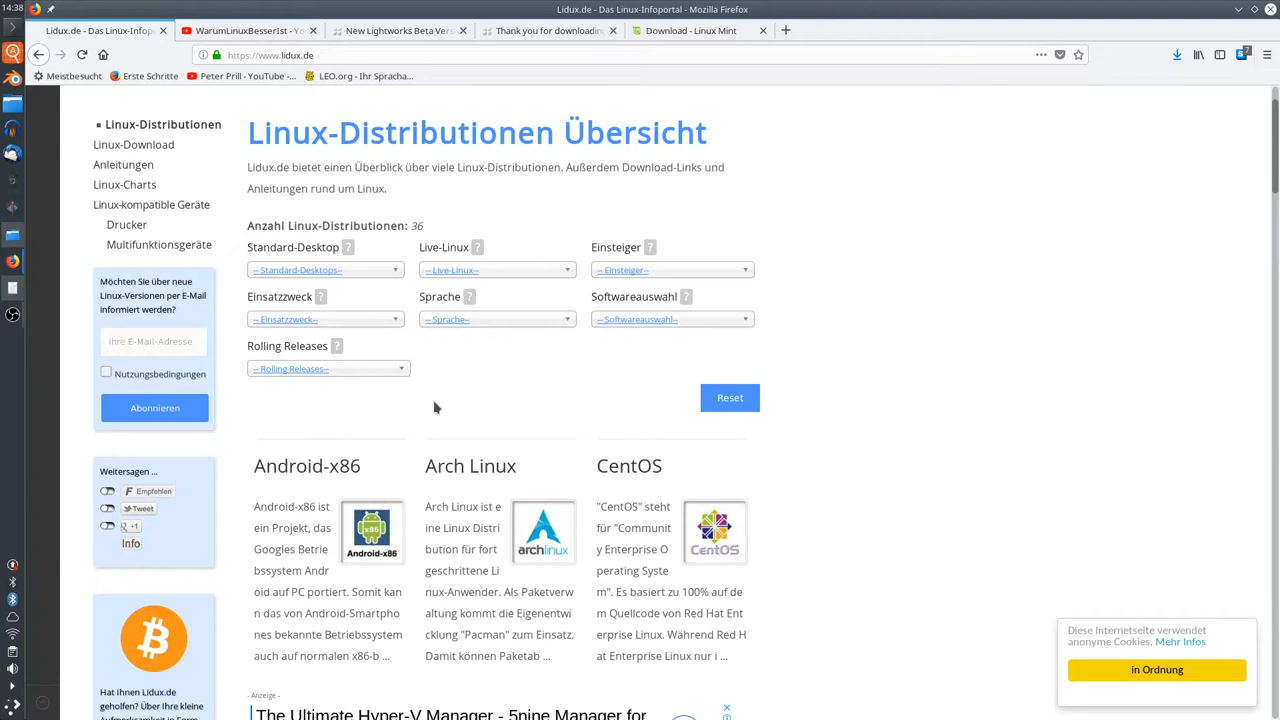 14:38
Lidux.de - Das Linux-Infoportal - Mozilla Firefox
Lidux.de - Das Linux-Infopo
WarumLinuxBesserIst - Yo
New Lightworks Beta Vers
Thank you for downloading
Download - Linux Mint
https://www.lidux.de
7
Meistbesucht
Erste Schritte
Peter Prill - YouTube -...
LEO.org - Ihr Spracha...
Linux-Distributionen
Linux-Download
Anleitungen
Linux-Charts
Linux-kompatible Geräte
Drucker
Multifunktionsgeräte
Möchten Sie über neue
Linux-Versionen per E-Mail
informiert werden?
Ihre E-Mail-Adresse
Nutzungsbedingungen
Abonnieren
Weitersagen ...
Empfehlen
Tweet
+1
Info
Hat Ihnen Lidux.de
geholfen? Über Ihre kleine
Aufmerksamkeit in Form
Linux-Distributionen Übersicht
Lidux.de bietet einen Überblick über viele Linux-Distributionen. Außerdem Download-Links und
Anleitungen rund um Linux.
Anzahl Linux-Distributionen: 36
Standard-Desktop ?
Live-Linux ?
Einsteiger ?
-- Standard-Desktops--
-- Live-Linux--
-- Einsteiger--
Einsatzzweck ?
Sprache ?
Softwareauswahl ?
-- Einsatzzweck--
-- Sprache--
-- Softwareauswahl--
Rolling Releases ?
-- Rolling Releases--
Reset
Android-x86
Android-x86 ist
ein Projekt, das
Googles Betrie
bssystem Andr
oid auf PC portiert. Somit kan
n das von Android-Smartpho
nes bekannte Betriebssystem
auch auf normalen x86-b ...
x86
Android-x86
Arch Linux
Arch Linux ist e
ine Linux Distri
bution für fort
geschrittene Li
nux-Anwender. Als Paketverw
altung kommt die Eigenentwi
cklung "Pacman" zum Einsatz.
Damit können Paketab ...
archlinux
CentOS
"CentOS" steht
für "Communit
y Enterprise O
perating Syste
m". Es basiert zu 100% auf de
m Quellcode von Red Hat Ent
erprise Linux. Während Red H
at Enterprise Linux nur i ...
CentOS
- Anzeige -
The Ultimate Hyper-V Manager - 5nine Manager for
Diese Internetseite verwendet
anonyme Cookies. Mehr Infos
in Ordnung